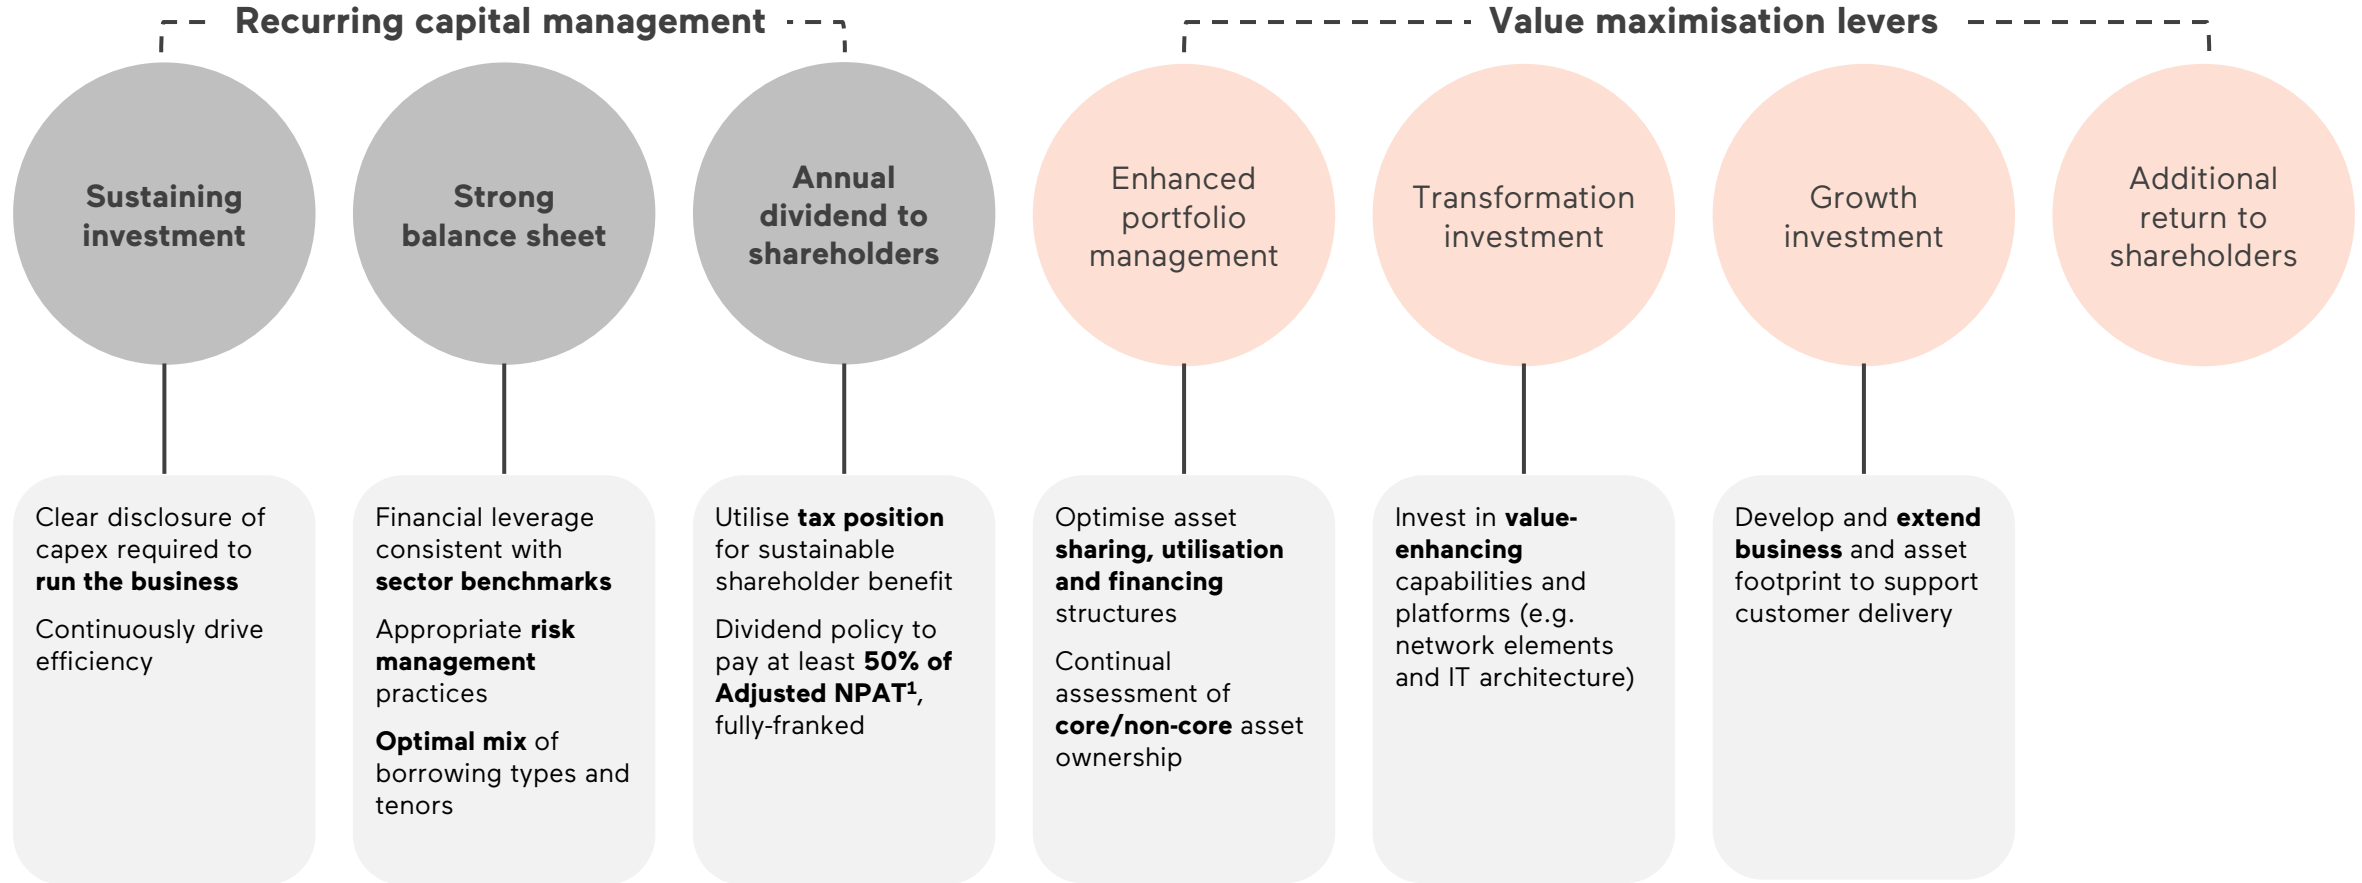 Recurring capital management
Value maximisation levers
Sustaining
investment
Strong
balance sheet
Annual
dividend to
shareholders
Enhanced
portfolio
management
Transformation
investment
Growth
investment
Additional
return to
shareholders
Clear disclosure of
capex required to
run the business
Continuously drive
efficiency
Financial leverage
consistent with
sector benchmarks
Appropriate risk
management
practices
Optimal mix of
borrowing types and
tenors
Utilise tax position
for sustainable
shareholder benefit
Dividend policy to
pay at least 50% of
Adjusted NPAT¹,
fully-franked
Optimise asset
sharing, utilisation
and financing
structures
Continual
assessment of
core/non-core asset
ownership
Invest in value-
enhancing
capabilities and
platforms (e.g.
network elements
and IT architecture)
Develop and extend
business and asset
footprint to support
customer delivery